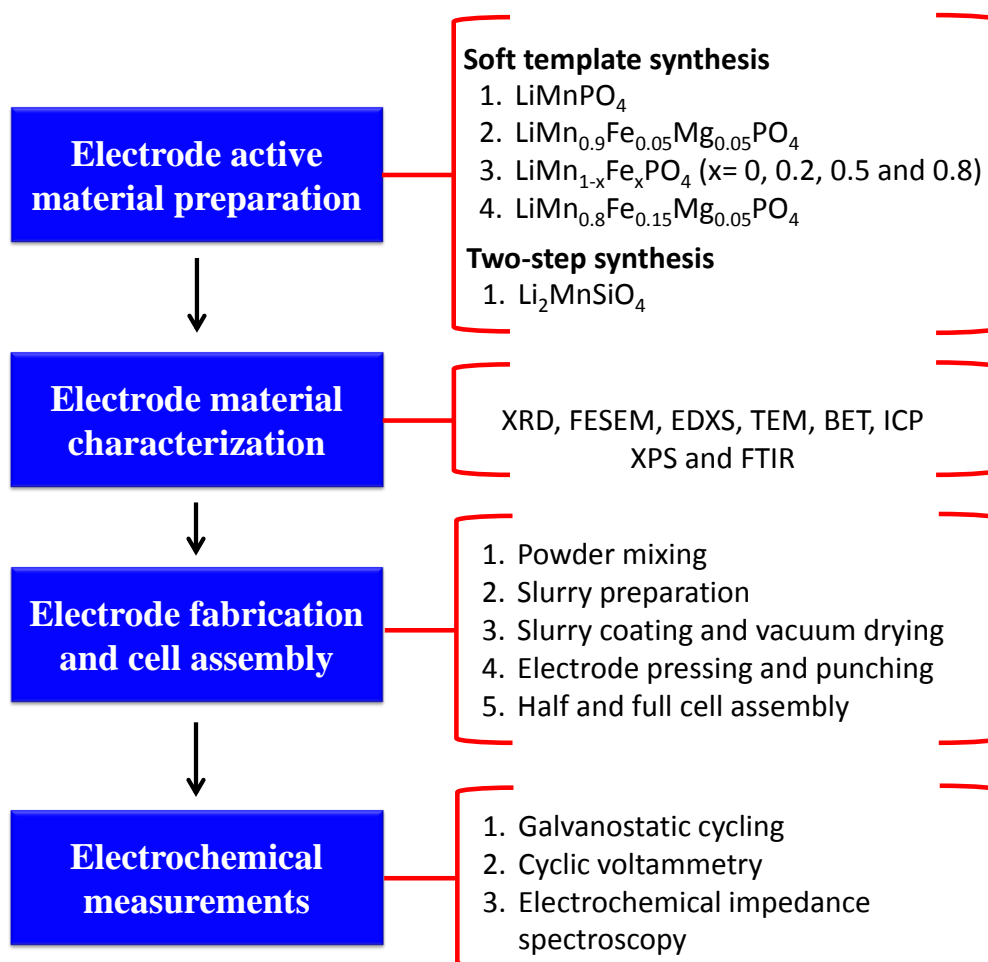 Electrode active
material preparation
Soft template synthesis
1. LiMnPO₄
2. LiMn₀.₉Fe₀.₀₅Mg₀.₀₅PO₄
3. LiMn₁₋ₓFeₓPO₄ (x= 0, 0.2, 0.5 and 0.8)
4. LiMn₀.₈Fe₀.₁₅Mg₀.₀₅PO₄
Two-step synthesis
1. Li₂MnSiO₄
Electrode material
characterization
XRD, FESEM, EDXS, TEM, BET, ICP
XPS and FTIR
Electrode fabrication
and cell assembly
1. Powder mixing
2. Slurry preparation
3. Slurry coating and vacuum drying
4. Electrode pressing and punching
5. Half and full cell assembly
Electrochemical
measurements
1. Galvanostatic cycling
2. Cyclic voltammetry
3. Electrochemical impedance
spectroscopy